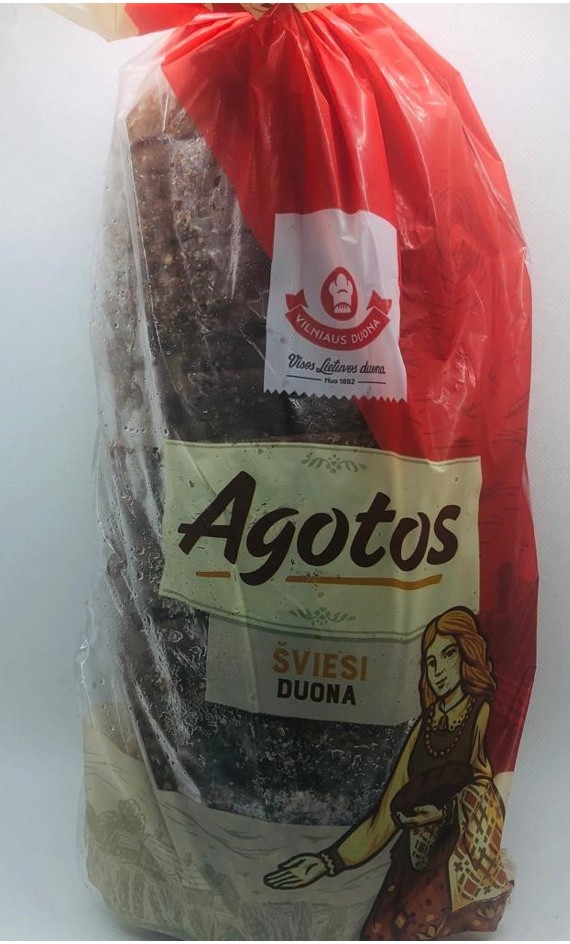 VILNIAUS DUONA
Visos Lietuvos duona
Nuo 1882
Agotos
ŠVIESI
DUONA